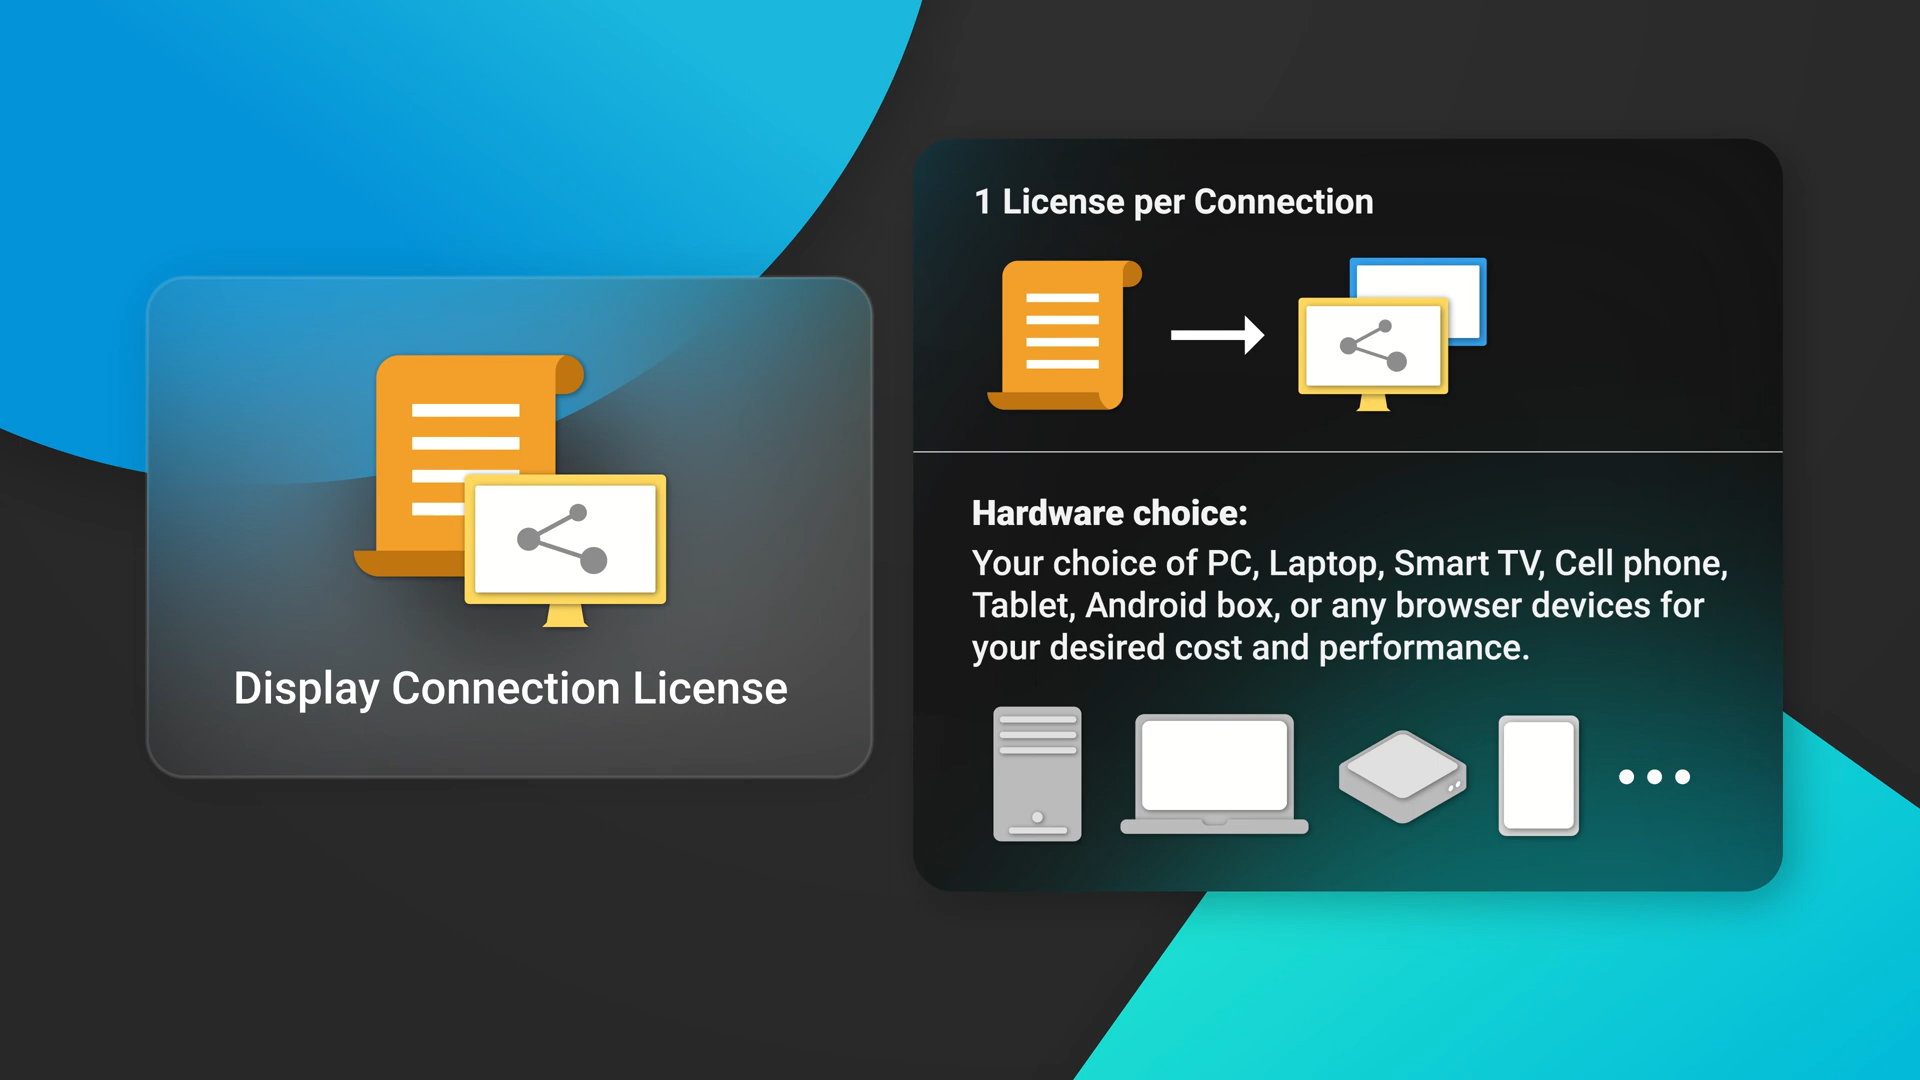 Display Connection License
1 License per Connection
Hardware choice:
Your choice of PC, Laptop, Smart TV, Cell phone,
Tablet, Android box, or any browser devices for
your desired cost and performance.